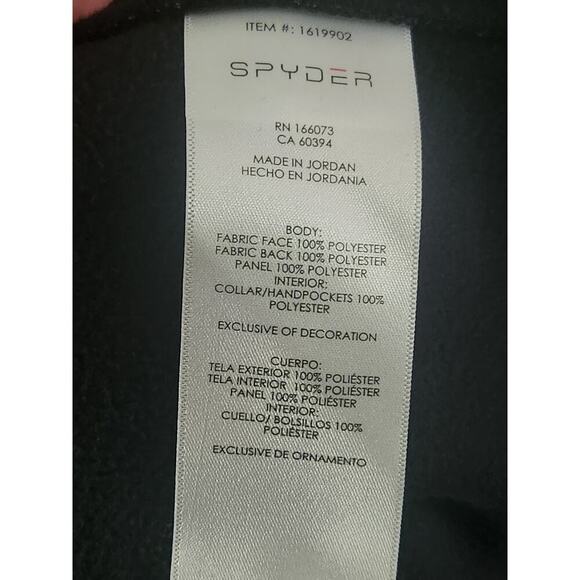 ITEM #: 1619902
SPYDER
RN 166073
CA 60394
MADE IN JORDAN
HECHO EN JORDANIA
BODY:
FABRIC FACE 100% POLYESTER
FABRIC BACK 100% POLYESTER
PANEL 100% POLYESTER
INTERIOR:
COLLAR/HANDPOCKETS 100%
POLYESTER
EXCLUSIVE OF DECORATION
CUERPO:
TELA EXTERIOR 100% POLIÉSTER
TELA INTERIOR 100% POLIÉSTER
PANEL 100% POLIÉSTER
INTERIOR:
CUELLO/ BOLSILLOS 100%
POLIÉSTER
EXCLUSIVE DE ORNAMENTO